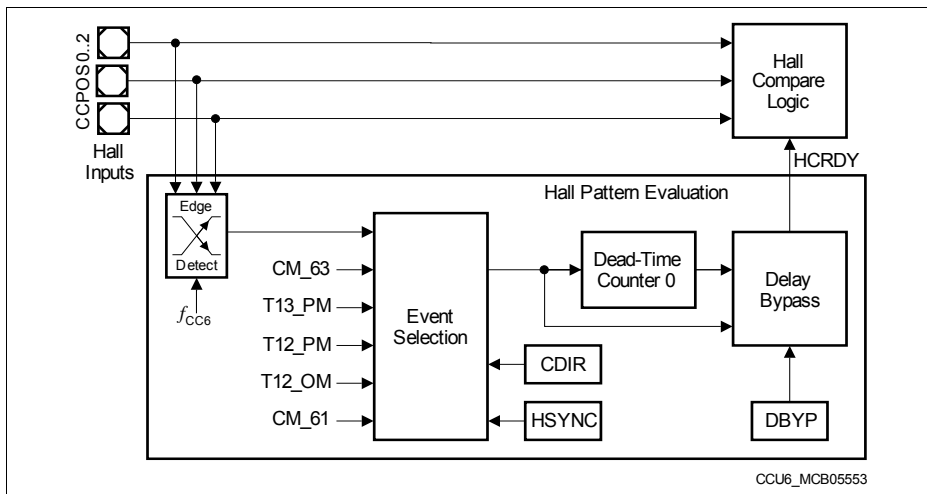 CCPOS0..2
Hall
Inputs
Hall
Compare
Logic
HCRDY
Hall Pattern Evaluation
Edge
Detect
fCC6
CM_63
T13_PM
T12_PM
T12_OM
CM_61
Event
Selection
Dead-Time
Counter 0
Delay
Bypass
CDIR
HSYNC
DBYP
CCU6_MCB05553